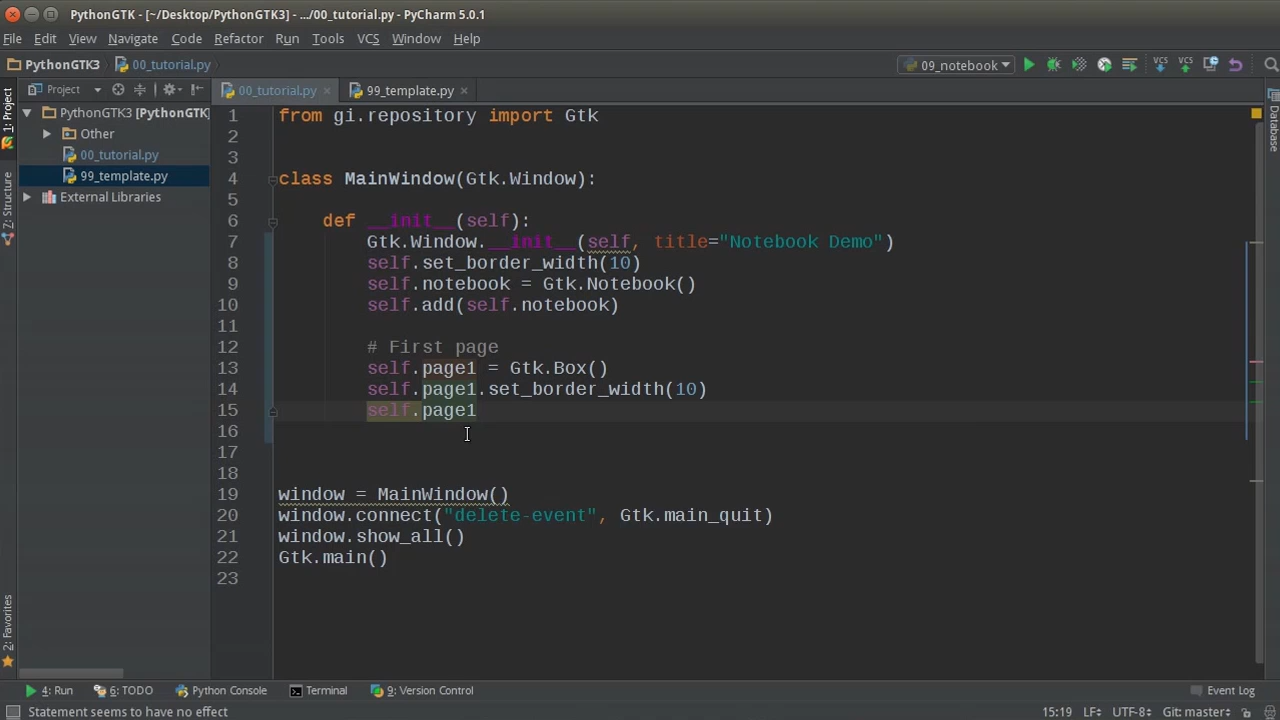 PythonGTK - [~/Desktop/PythonGTK3] - .../00_tutorial.py - PyCharm 5.0.1
File Edit View Navigate Code Refactor Run Tools VCS Window Help
PythonGTK3 00_tutorial.py 09_notebook
1: Project
Project
00_tutorial.py
99_template.py
PythonGTK3 [PythonGTK
Other
00_tutorial.py
99_template.py
External Libraries
7: Structure
2: Favorites
1 from gi.repository import Gtk
2
3
4 class MainWindow(Gtk.Window):
5
6 def __init__(self):
7 Gtk.Window.__init__(self, title="Notebook Demo")
8 self.set_border_width(10)
9 self.notebook = Gtk.Notebook()
10 self.add(self.notebook)
11
12 # First page
13 self.page1 = Gtk.Box()
14 self.page1.set_border_width(10)
15 self.page1
16
17
18
19 window = MainWindow()
20 window.connect("delete-event", Gtk.main_quit)
21 window.show_all()
22 Gtk.main()
23
Database
4: Run 6: TODO Python Console Terminal 9: Version Control Event Log
Statement seems to have no effect 15:19 LF÷ UTF-8÷ Git: master÷